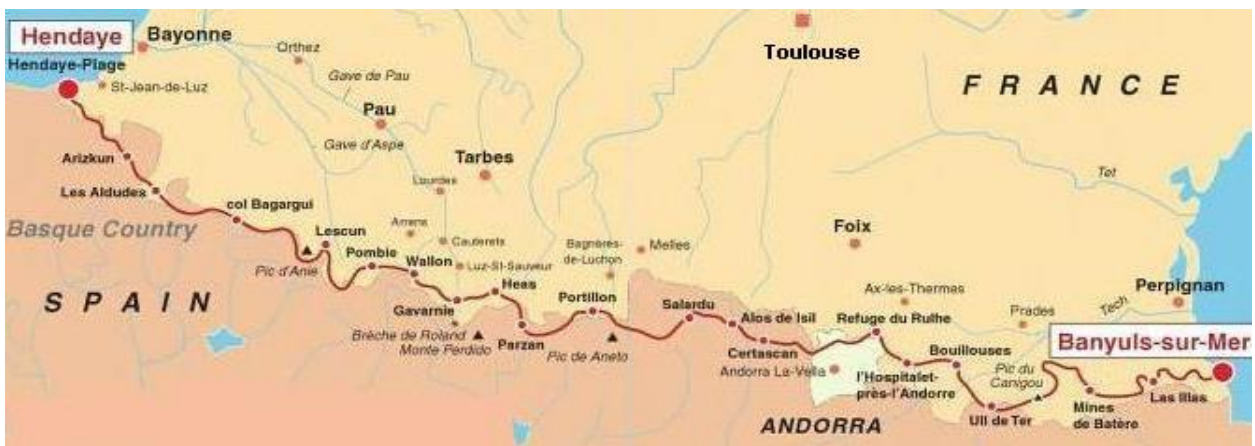 Hendaye
Bayonne
Hendaye-Plage
St-Jean-de-Luz
Orthez
Gave de Pau
Pau
Gave d'Aspe
Toulouse
FRANCE
Arizkun
Les Aldudes
Tarbes
Lourdes
Tet
col Bagargui
Basque Country
Lescun
Arrens
Cauterets
Bagnères-
de-Luchon
Melles
Foix
Pic d'Anie
Pombie
Wallon
Luz-St-Sauveur
Heas
Portillon
Ax-les-Thermes
Perpignan
SPAIN
Gavarnie
Salardu
Alos de Isil
Refuge du Rulhe
Prades
Tech
Brèche de Roland
Monte Perdido
Parzan
Pic de Aneto
Certascan
Andorra La-Vella
Bouillouses
Banyuls-sur-Mer
l'Hospitalet-
près-l'Andorre
Pic du
Canigou
ANDORRA
Ull de Ter
Mines
de Batère
Las Illas